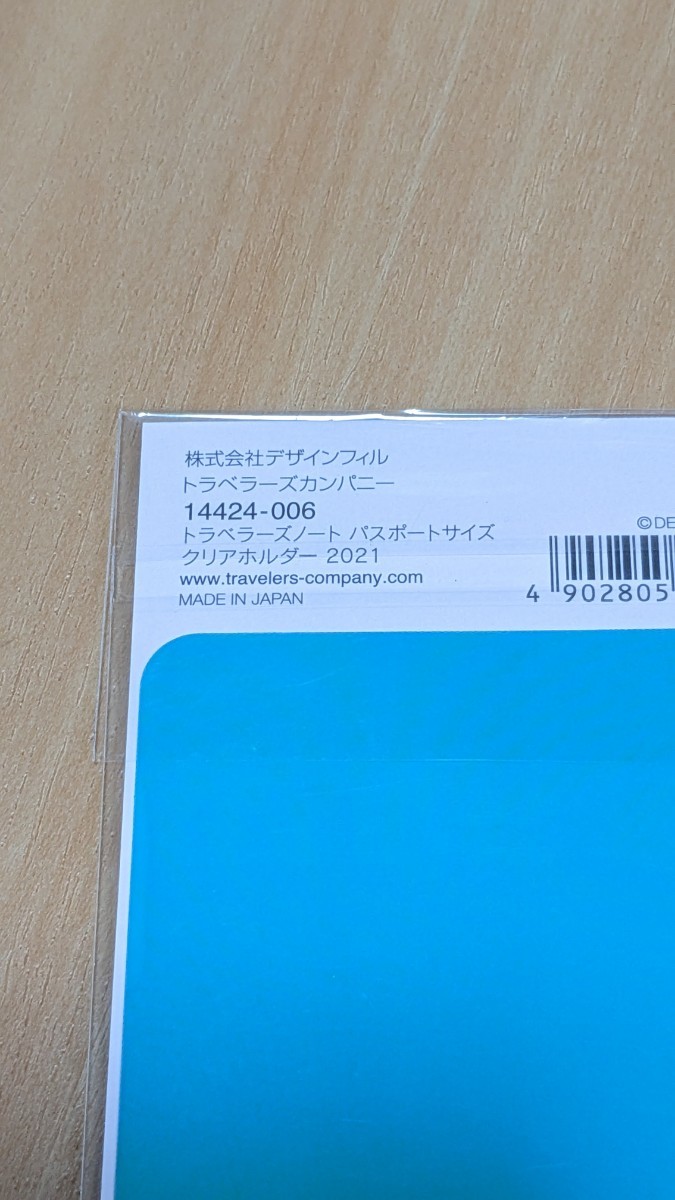 株式会社デザインフィル
トラベラーズカンパニー
14424-006
トラベラーズノート パスポートサイズ
クリアホルダー 2021
www.travelers-company.com
MADE IN JAPAN
©DE
4 902805